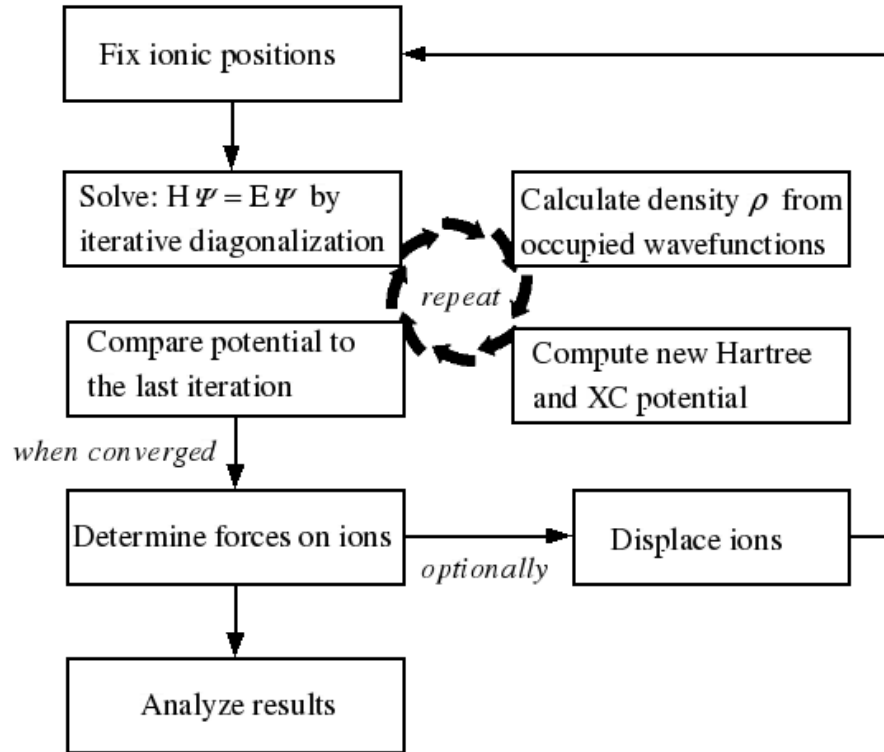 Fix ionic positions
Solve: H Ψ = E Ψ by
iterative diagonalization
Calculate density ρ from
occupied wavefunctions
repeat
Compare potential to
the last iteration
Compute new Hartree
and XC potential
when converged
Determine forces on ions
optionally
Displace ions
Analyze results